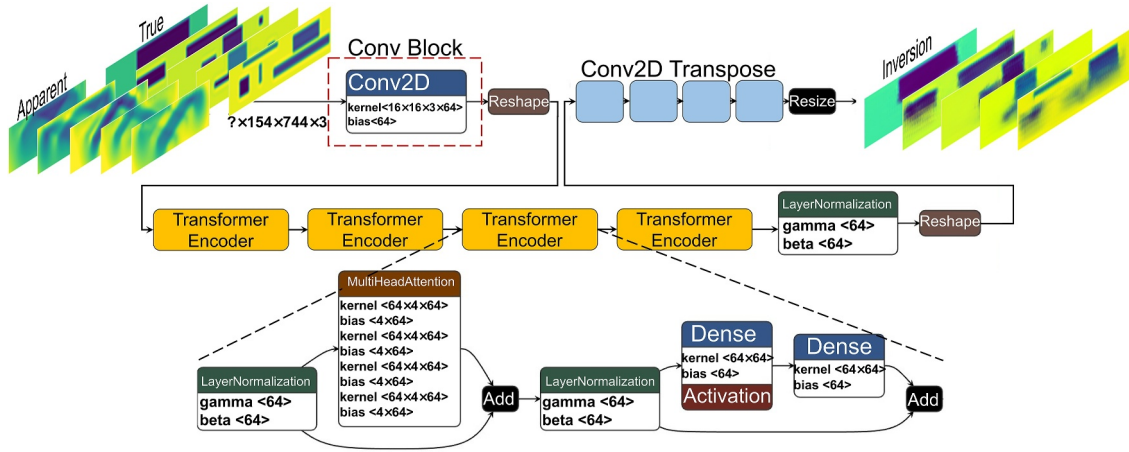 True
Apparent
?×154×744×3
Conv Block
Conv2D
kernel<16×16×3×64>
bias<64>
Reshape
Conv2D Transpose
Resize
Inversion
Transformer
Encoder
Transformer
Encoder
Transformer
Encoder
Transformer
Encoder
LayerNormalization
gamma <64>
beta <64>
Reshape
LayerNormalization
gamma <64>
beta <64>
MultiHeadAttention
kernel <64×4×64>
bias <4×64>
kernel <64×4×64>
bias <4×64>
kernel <64×4×64>
bias <4×64>
kernel <64×4×64>
bias <4×64>
Add
LayerNormalization
gamma <64>
beta <64>
Dense
kernel <64×64>
bias <64>
Activation
Dense
kernel <64×64>
bias <64>
Add